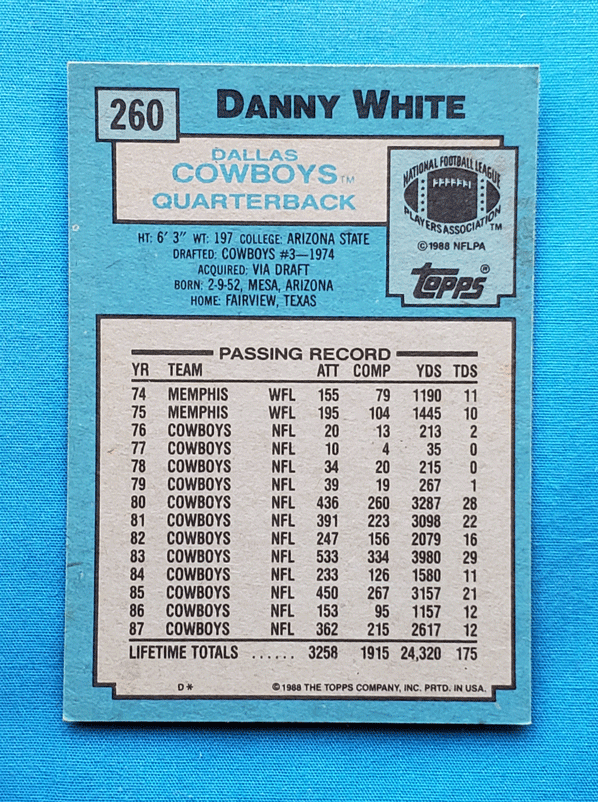 260
DANNY WHITE
DALLAS
COWBOYS™
QUARTERBACK
NATIONAL FOOTBALL LEAGUE
PLAYERS ASSOCIATION™
©1988 NFLPA
Topps®
HT: 6' 3" WT: 197 COLLEGE: ARIZONA STATE
DRAFTED: COWBOYS #3—1974
ACQUIRED: VIA DRAFT
BORN: 2-9-52, MESA, ARIZONA
HOME: FAIRVIEW, TEXAS
PASSING RECORD
YR TEAM ATT COMP YDS TDS
74 MEMPHIS WFL 155 79 1190 11
75 MEMPHIS WFL 195 104 1445 10
76 COWBOYS NFL 20 13 213 2
77 COWBOYS NFL 10 4 35 0
78 COWBOYS NFL 34 20 215 0
79 COWBOYS NFL 39 19 267 1
80 COWBOYS NFL 436 260 3287 28
81 COWBOYS NFL 391 223 3098 22
82 COWBOYS NFL 247 156 2079 16
83 COWBOYS NFL 533 334 3980 29
84 COWBOYS NFL 233 126 1580 11
85 COWBOYS NFL 450 267 3157 21
86 COWBOYS NFL 153 95 1157 12
87 COWBOYS NFL 362 215 2617 12
LIFETIME TOTALS ...... 3258 1915 24,320 175
D* ©1988 THE TOPPS COMPANY, INC. PRTD. IN USA.